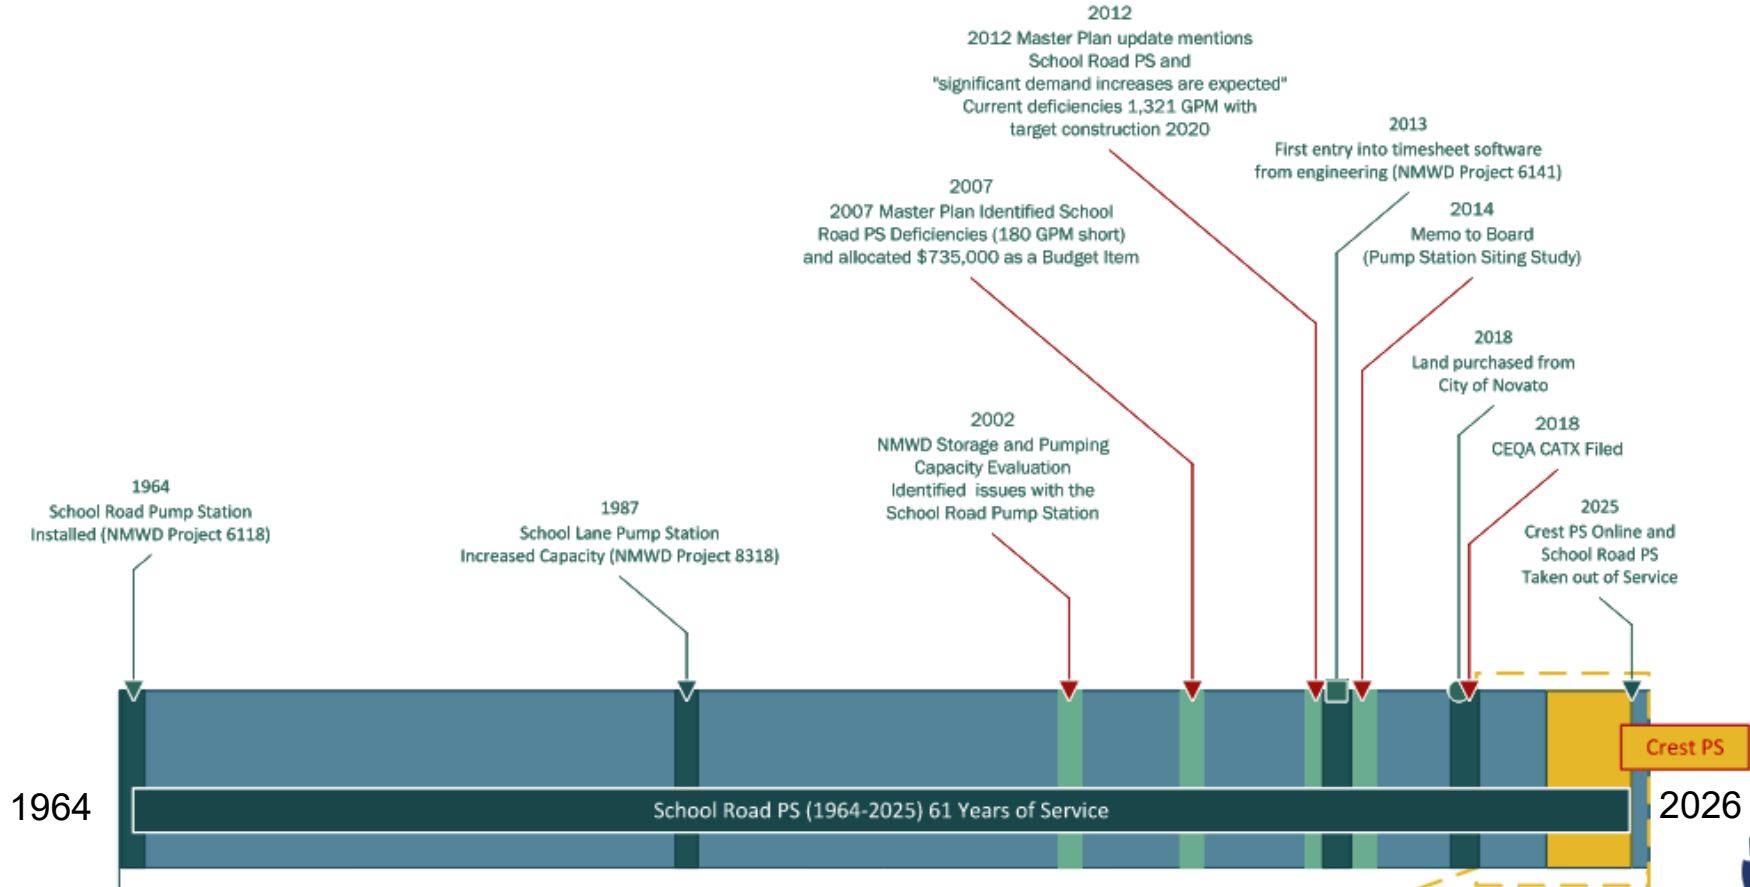 2012
2012 Master Plan update mentions
School Road PS and
"significant demand increases are expected"
Current deficiencies 1,321 GPM with
target construction 2020
2013
First entry into timesheet software
from engineering (NMWD Project 6141)
2007
2007 Master Plan Identified School
Road PS Deficiencies (180 GPM short)
and allocated $735,000 as a Budget Item
2014
Memo to Board
(Pump Station Siting Study)
2018
Land purchased from
City of Novato
2002
NMWD Storage and Pumping
Capacity Evaluation
Identified issues with the
School Road Pump Station
2018
CEQA CATX Filed
1964
School Road Pump Station
Installed (NMWD Project 6118)
1987
School Lane Pump Station
Increased Capacity (NMWD Project 8318)
2025
Crest PS Online and
School Road PS
Taken out of Service
Crest PS
1964
School Road PS (1964-2025) 61 Years of Service
2026